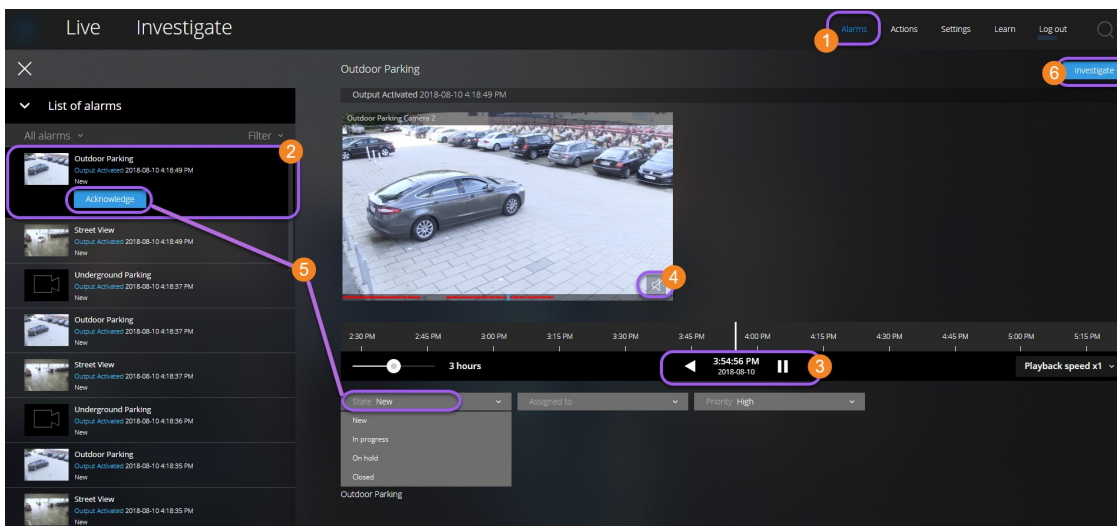 Live Investigate
1 Alarms Actions Settings Learn Log out
Outdoor Parking
6 Investigate
List of alarms
Output Activated 2018-08-10 4:18:49 PM
All alarms Filter
2
Outdoor Parking
Output Activated 2018-08-10 4:18:49 PM
New
Acknowledge
Street View
Output Activated 2018-08-10 4:18:49 PM
New
Underground Parking
Output Activated 2018-08-10 4:18:37 PM
New
Outdoor Parking
Output Activated 2018-08-10 4:18:37 PM
New
Street View
Output Activated 2018-08-10 4:18:37 PM
New
Underground Parking
Output Activated 2018-08-10 4:18:36 PM
New
Outdoor Parking
Output Activated 2018-08-10 4:18:35 PM
New
Street View
Output Activated 2018-08-10 4:18:35 PM
New
5
Outdoor Parking Camera 2
4
2:30 PM 2:45 PM 3:00 PM 3:15 PM 3:30 PM 3:45 PM 4:00 PM 4:15 PM 4:30 PM 4:45 PM 5:00 PM 5:15 PM
3 hours 3:54:56 PM 3 Playback speed x1
2018-08-10
State New Assigned to Priority High
New
In progress
On hold
Closed
Outdoor Parking